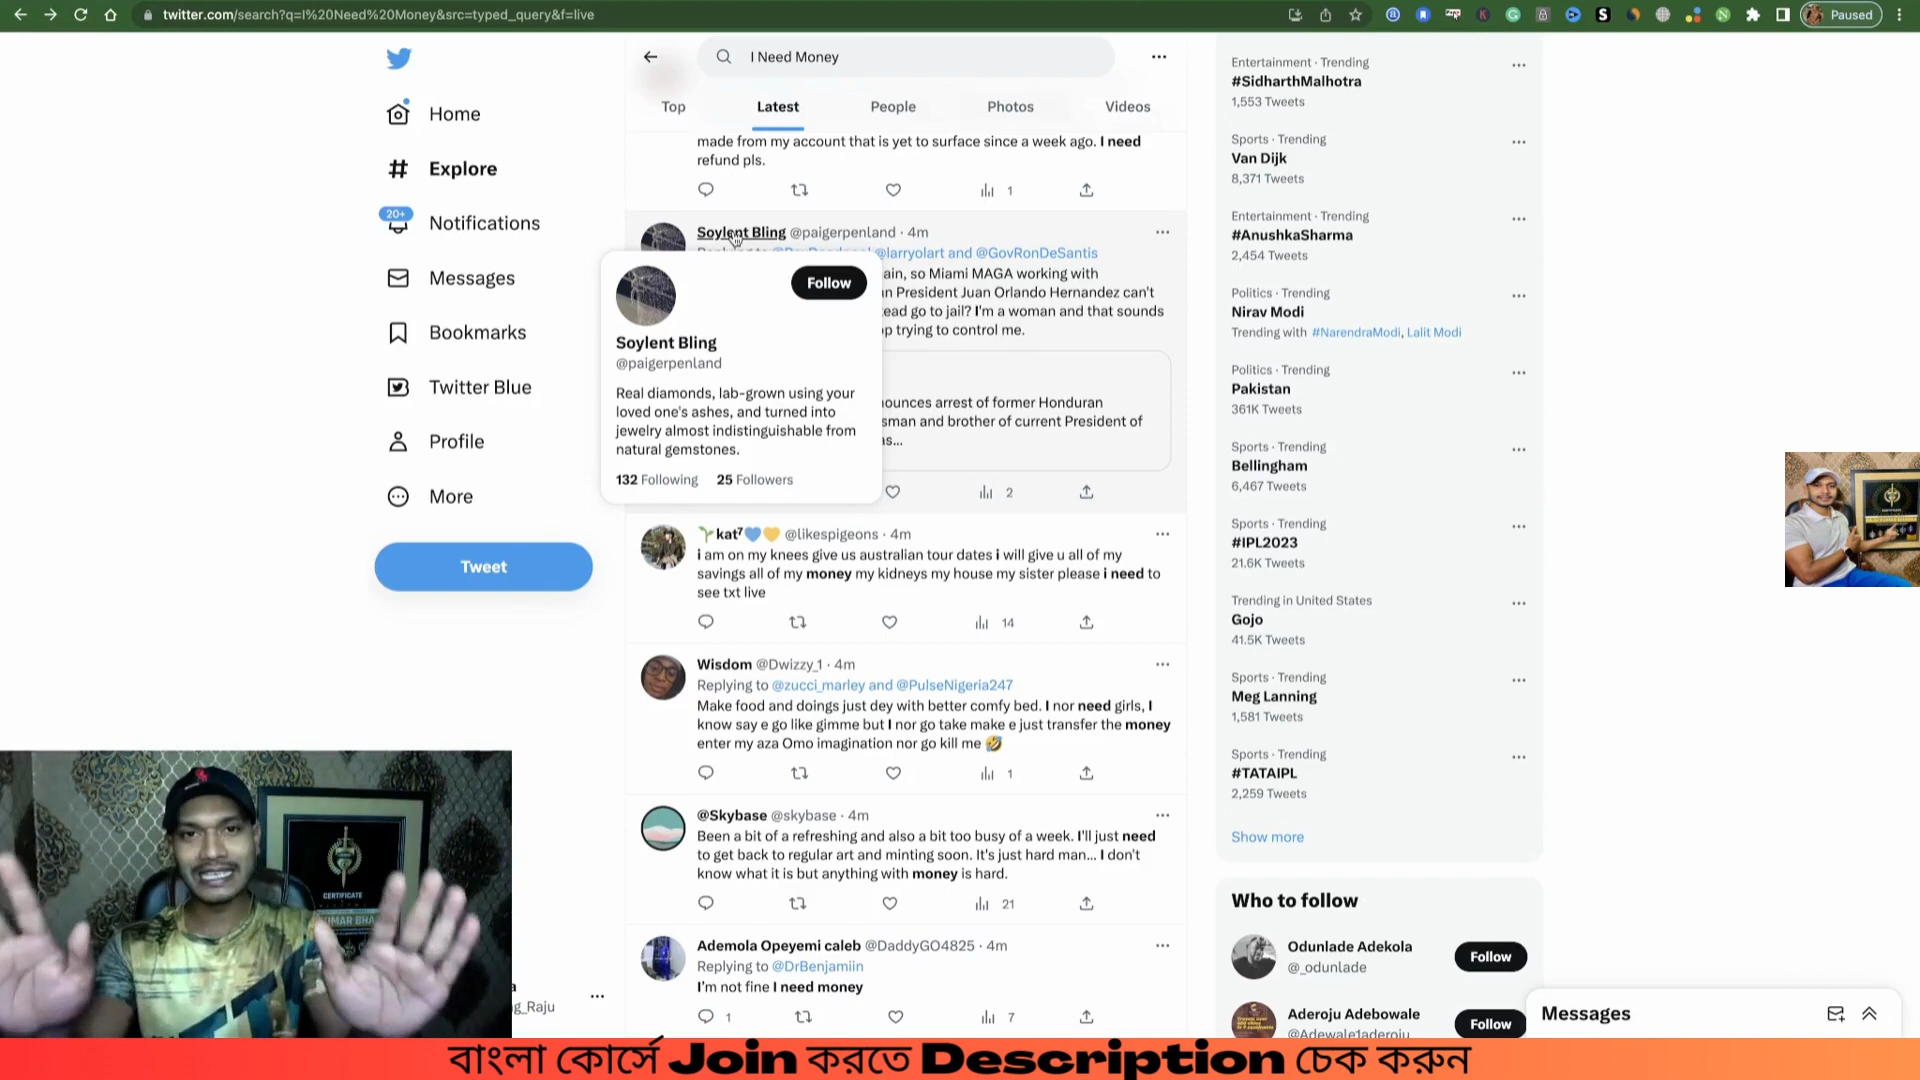 twitter.com/search?q=I%20Need%20Money&src=typed_query&f=live
Paused
I Need Money
Top
Latest
People
Photos
Videos
Home
Explore
20+
Notifications
Messages
Bookmarks
Twitter Blue
Profile
More
Tweet
made from my account that is yet to surface since a week ago. I need
refund pls.
1
Soylent Bling @paigerpenland · 4m
@larryolart and @GovRonDeSantis
ain, so Miami MAGA working with
n President Juan Orlando Hernandez can't
ead go to jail? I'm a woman and that sounds
p trying to control me.
ounces arrest of former Honduran
sman and brother of current President of
as...
2
Follow
Soylent Bling
@paigerpenland
Real diamonds, lab-grown using your
loved one's ashes, and turned into
jewelry almost indistinguishable from
natural gemstones.
132 Following 25 Followers
kat⁷ @likespigeons · 4m
i am on my knees give us australian tour dates i will give u all of my
savings all of my money my kidneys my house my sister please i need to
see txt live
14
Wisdom @Dwizzy_1 · 4m
Replying to @zucci_marley and @PulseNigeria247
Make food and doings just dey with better comfy bed. I nor need girls, I
know say e go like gimme but I nor go take make e just transfer the money
enter my aza Omo imagination nor go kill me 🤣
1
@Skybase @skybase · 4m
Been a bit of a refreshing and also a bit too busy of a week. I'll just need
to get back to regular art and minting soon. It's just hard man... I don't
know what it is but anything with money is hard.
21
Ademola Opeyemi caleb @DaddyGO4825 · 4m
Replying to @DrBenjamiin
I'm not fine I need money
1
7
Entertainment · Trending
#SidharthMalhotra
1,553 Tweets
Sports · Trending
Van Dijk
8,371 Tweets
Entertainment · Trending
#AnushkaSharma
2,454 Tweets
Politics · Trending
Nirav Modi
Trending with #NarendraModi, Lalit Modi
Politics · Trending
Pakistan
361K Tweets
Sports · Trending
Bellingham
6,467 Tweets
Sports · Trending
#IPL2023
21.6K Tweets
Trending in United States
Gojo
41.5K Tweets
Sports · Trending
Meg Lanning
1,581 Tweets
Sports · Trending
#TATAIPL
2,259 Tweets
Show more
Who to follow
Odunlade Adekola
@_odunlade
Follow
Aderoju Adebowale
@Adewale1aderoju
Follow
Messages
CERTIFICATE
g_Raju
বাংলা কোর্সে Join করতে Description চেক করুন